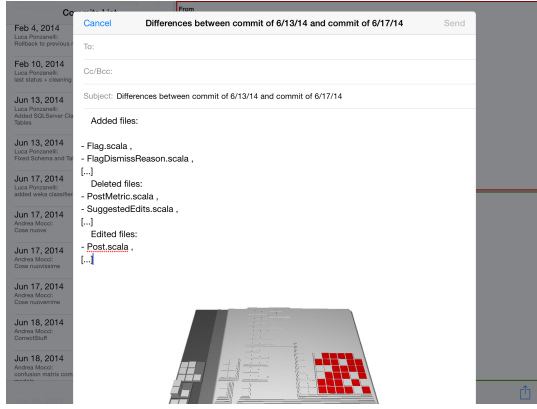 Commits List
From
Feb 4, 2014
Luca Ponzanelli:
Rollback to previous
Feb 10, 2014
Luca Ponzanelli:
last status + cleaning
Jun 13, 2014
Luca Ponzanelli:
Added SQLServer
Tables
Jun 13, 2014
Luca Ponzanelli:
Fixed Schema and
Jun 17, 2014
Luca Ponzanelli:
added weka classifier
Jun 17, 2014
Andrea Mocci:
Cose nuove
Jun 17, 2014
Andrea Mocci:
Cose nuovissime
Jun 17, 2014
Andrea Mocci:
Cose nuoverrime
Jun 18, 2014
Andrea Mocci:
CorrectStuff
Jun 18, 2014
Andrea Mocci:
confusion matrix
Cancel Differences between commit of 6/13/14 and commit of 6/17/14 Send
To:
Cc/Bcc:
Subject: Differences between commit of 6/13/14 and commit of 6/17/14
Added files:
- Flag.scala ,
- FlagDismissReason.scala ,
[...]
Deleted files:
- PostMetric.scala ,
- SuggestedEdits.scala ,
[...]
Edited files:
- Post.scala ,
[...]